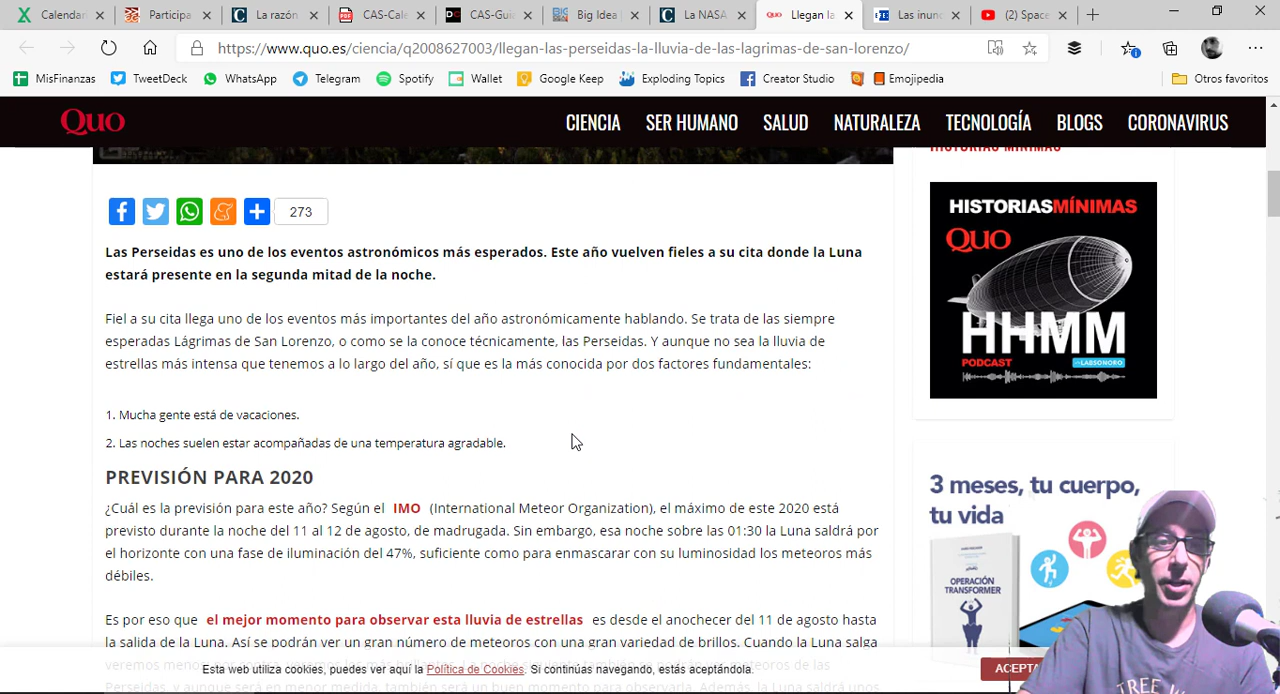 Calendar
Participa
La razón
CAS-Cale
CAS-Guia
Big Idea
La NASA
Llegan la
Las inunc
(2) Space
https://www.quo.es/ciencia/q2008627003/llegan-las-perseidas-la-lluvia-de-las-lagrimas-de-san-lorenzo/
MisFinanzas TweetDeck WhatsApp Telegram Spotify Wallet Google Keep Exploding Topics Creator Studio Emojipedia Otros favoritos
Quo CIENCIA SER HUMANO SALUD NATURALEZA TECNOLOGÍA BLOGS CORONAVIRUS
HISTORIAS MÍNIMAS
273
Las Perseidas es uno de los eventos astronómicos más esperados. Este año vuelven fieles a su cita donde la Luna
estará presente en la segunda mitad de la noche.
Fiel a su cita llega uno de los eventos más importantes del año astronómicamente hablando. Se trata de las siempre
esperadas Lágrimas de San Lorenzo, o como se la conoce técnicamente, las Perseidas. Y aunque no sea la lluvia de
estrellas más intensa que tenemos a lo largo del año, sí que es la más conocida por dos factores fundamentales:
1. Mucha gente está de vacaciones.
2. Las noches suelen estar acompañadas de una temperatura agradable.
PREVISIÓN PARA 2020
¿Cuál es la previsión para este año? Según el IMO (International Meteor Organization), el máximo de este 2020 está
previsto durante la noche del 11 al 12 de agosto, de madrugada. Sin embargo, esa noche sobre las 01:30 la Luna saldrá por
el horizonte con una fase de iluminación del 47%, suficiente como para enmascarar con su luminosidad los meteoros más
débiles.
Es por eso que el mejor momento para observar esta lluvia de estrellas es desde el anochecer del 11 de agosto hasta
la salida de la Luna. Así se podrán ver un gran número de meteoros con una gran variedad de brillos. Cuando la Luna salga
veremos menos
Perseidas, y aunque será en menor medida, también será un buen momento para observarla. Además, la Luna saldrá unos
Esta web utiliza cookies, puedes ver aquí la Política de Cookies. Si continúas navegando, estás aceptándola.
ACEPTA
HISTORIASMÍNIMAS
Quo
HHMM
PODCAST
LABSONORO
3 meses, tu cuerpo,
tu vida
OPERACIÓN
TRANSFORMER
TREE